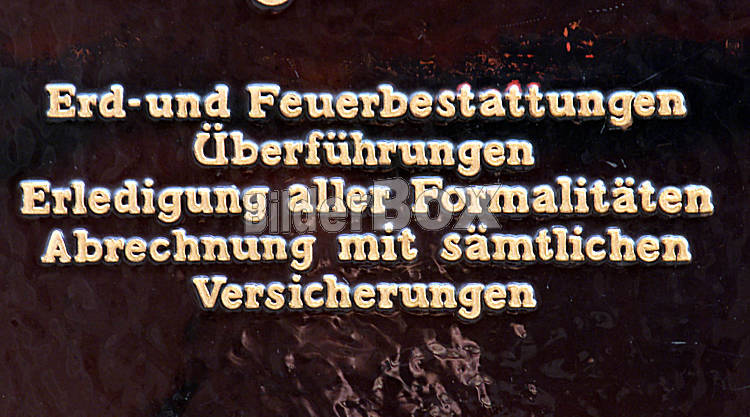 Erd-und Feuerbestattungen
Überführungen
Erledigung aller Formalitäten
bilderBOX
Abrechnung mit sämtlichen
Versicherungen